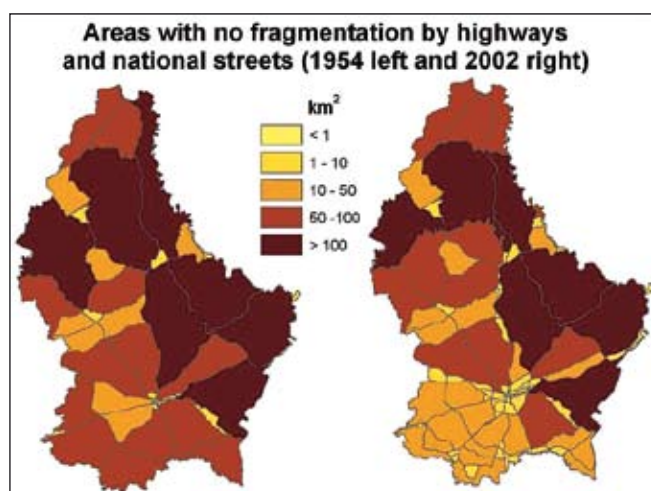 Areas with no fragmentation by highways
and national streets (1954 left and 2002 right)
km²
< 1
1 - 10
10 - 50
50 -100
> 100